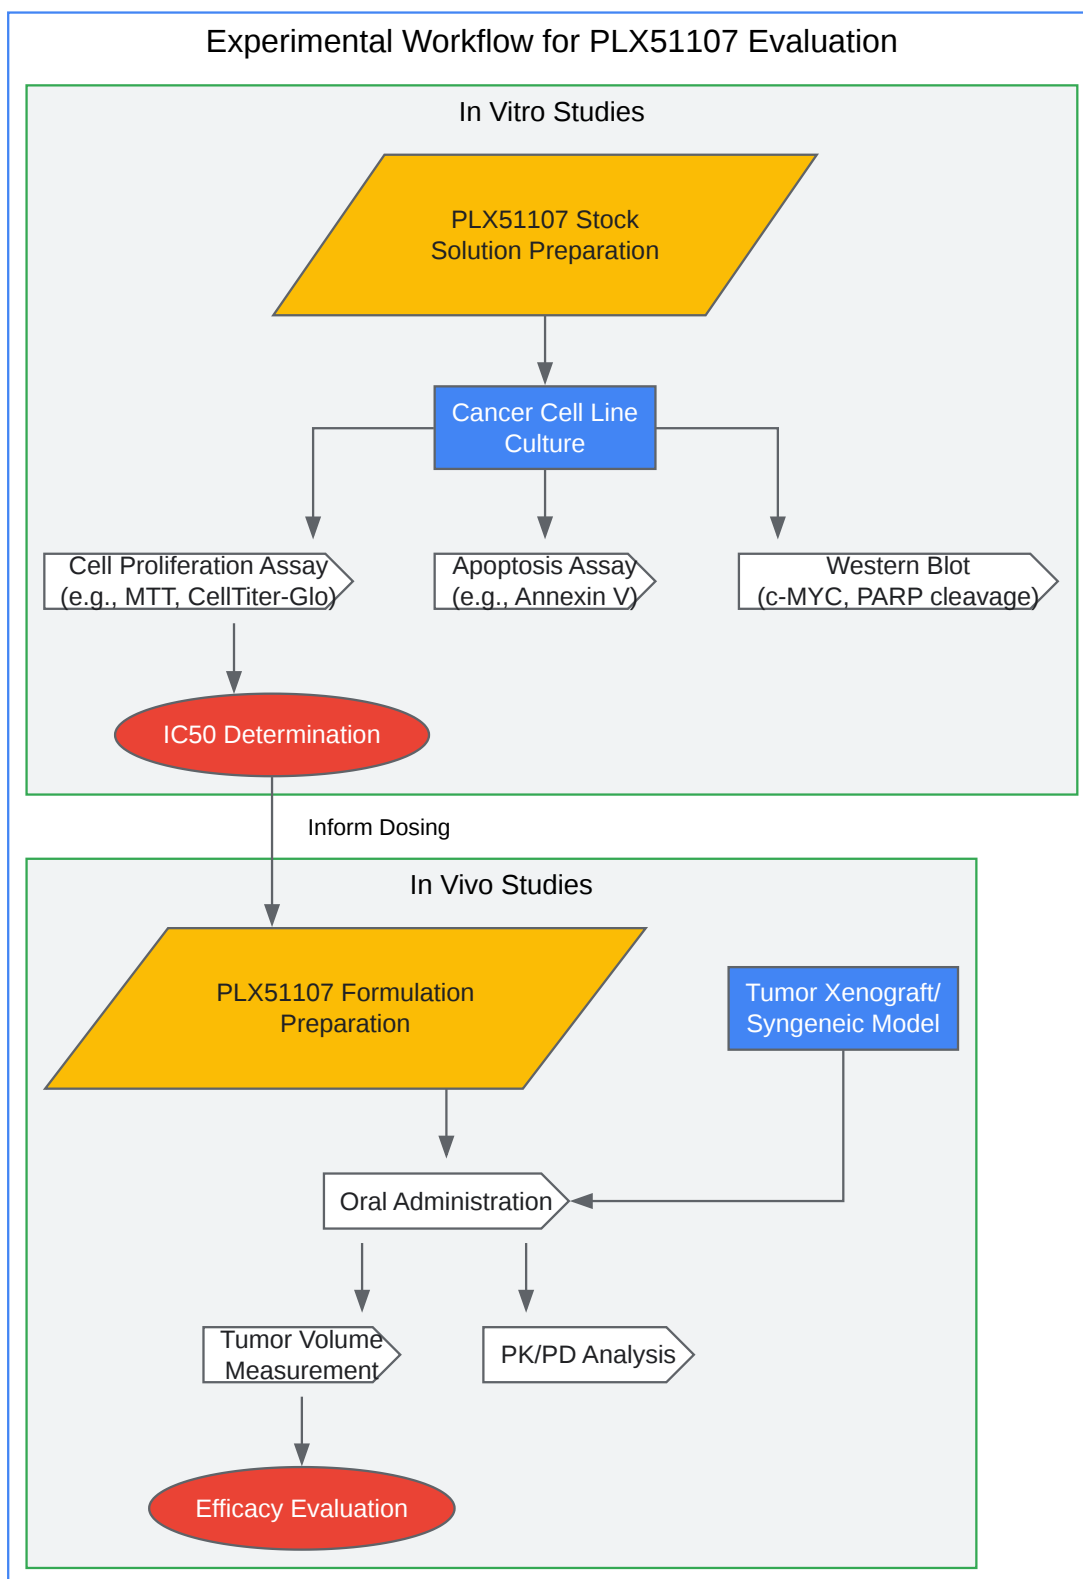 Experimental Workflow for PLX51107 Evaluation
In Vitro Studies
PLX51107 Stock
Solution Preparation
Cancer Cell Line
Culture
Cell Proliferation Assay
(e.g., MTT, CellTiter-Glo)
Apoptosis Assay
(e.g., Annexin V)
Western Blot
(c-MYC, PARP cleavage)
IC50 Determination
Inform Dosing
In Vivo Studies
PLX51107 Formulation
Preparation
Tumor Xenograft/
Syngeneic Model
Oral Administration
Tumor Volume
Measurement
PK/PD Analysis
Efficacy Evaluation